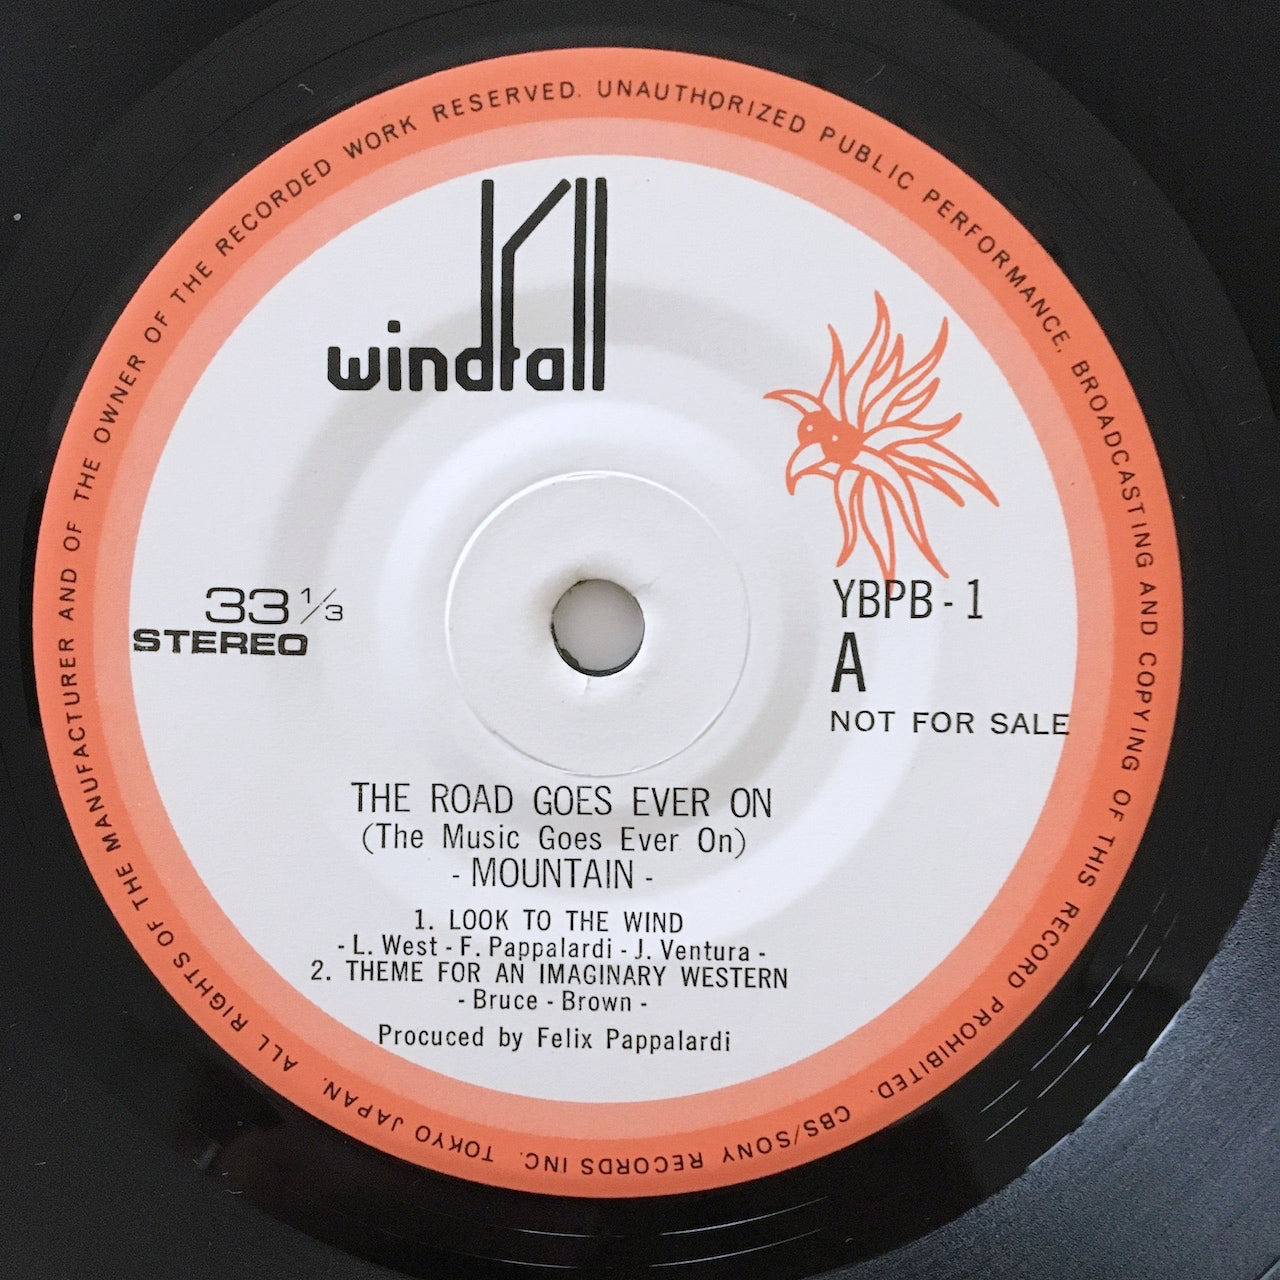 windfall
33 1/3
STEREO
YBPB - 1
A
NOT FOR SALE
THE ROAD GOES EVER ON
(The Music Goes Ever On)
- MOUNTAIN -
1. LOOK TO THE WIND
- L. West - F. Pappalardi - J. Ventura -
2. THEME FOR AN IMAGINARY WESTERN
- Bruce - Brown -
Procuced by Felix Pappalardi
ALL RIGHTS OF THE MANUFACTURER AND OF THE OWNER OF THE RECORDED WORK RESERVED. UNAUTHORIZED PUBLIC PERFORMANCE, BROADCASTING AND COPYING OF THIS RECORD PROHIBITED. CBS/SONY RECORDS INC. TOKYO JAPAN.